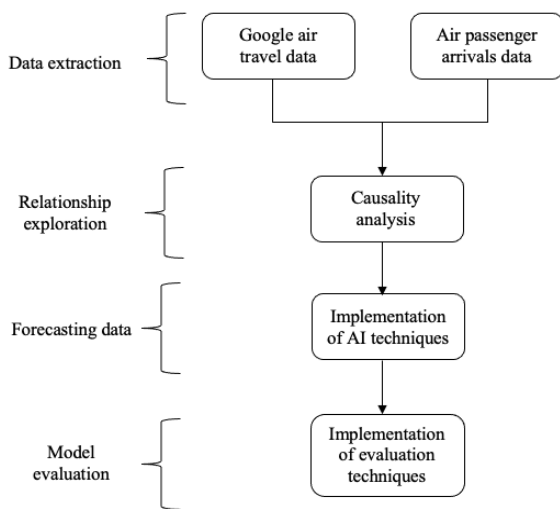 Data extraction
Google air
travel data
Air passenger
arrivals data
Relationship
exploration
Causality
analysis
Forecasting data
Implementation
of AI techniques
Model
evaluation
Implementation
of evaluation
techniques